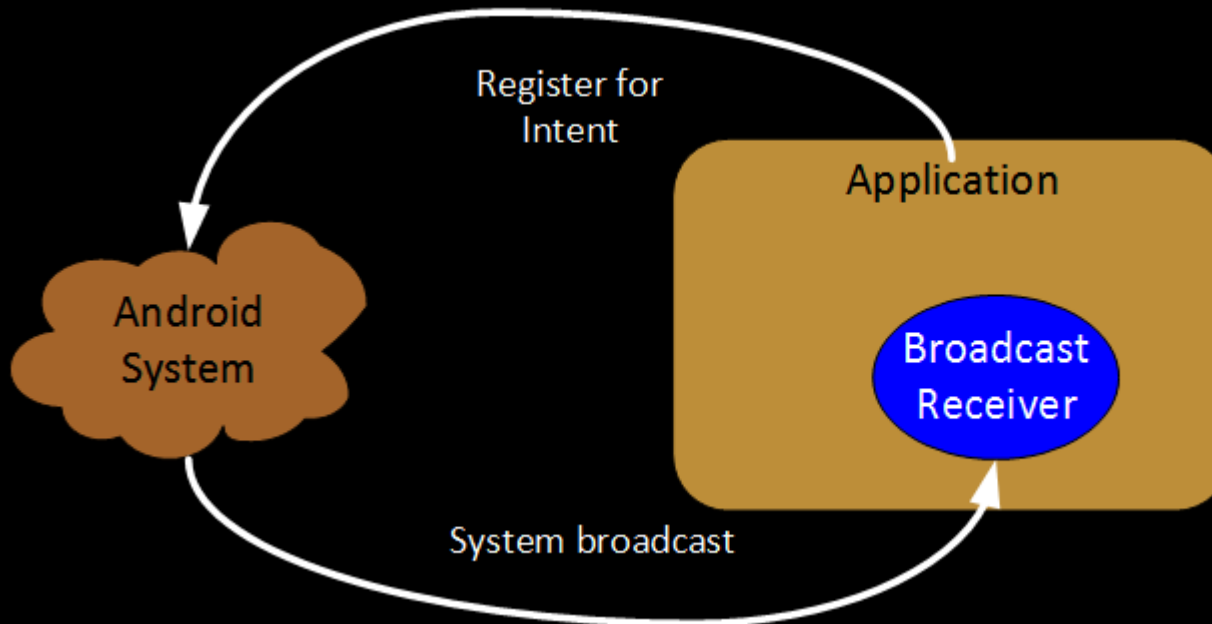 Register for
Intent
Application
Android
System
Broadcast
Receiver
System broadcast